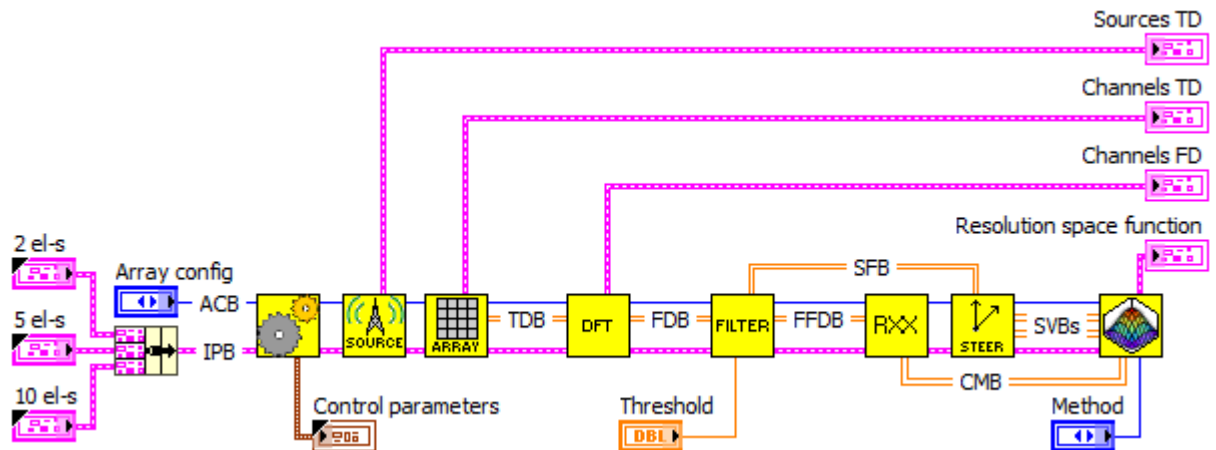 Sources TD
Channels TD
Channels FD
Resolution space function
2 el-s
Array config
SFB
ACB
5 el-s
SOURCE
ARRAY
TDB
DFT
FDB
FILTER
FFDB
RXX
STEER
SVBs
IPB
CMB
10 el-s
Control parameters
Threshold
DBL
Method